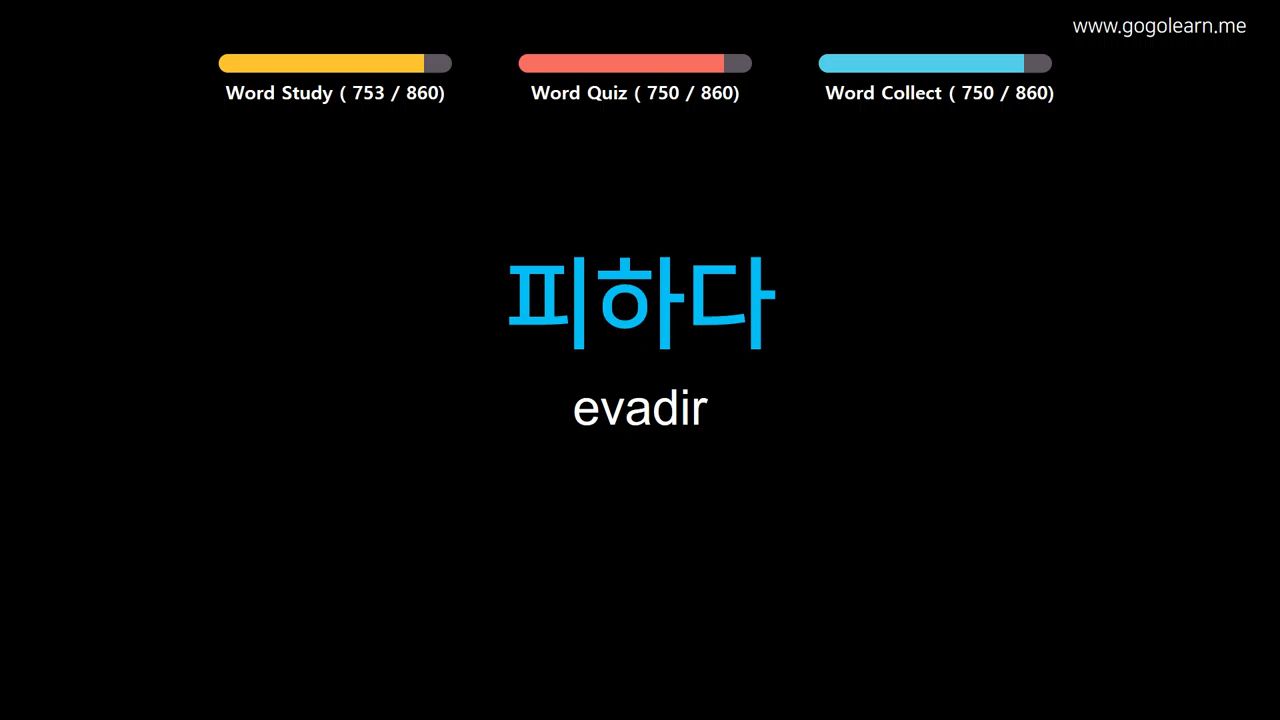 www.gogolearn.me
Word Study ( 753 / 860)
Word Quiz ( 750 / 860)
Word Collect ( 750 / 860)
피하다
evadir